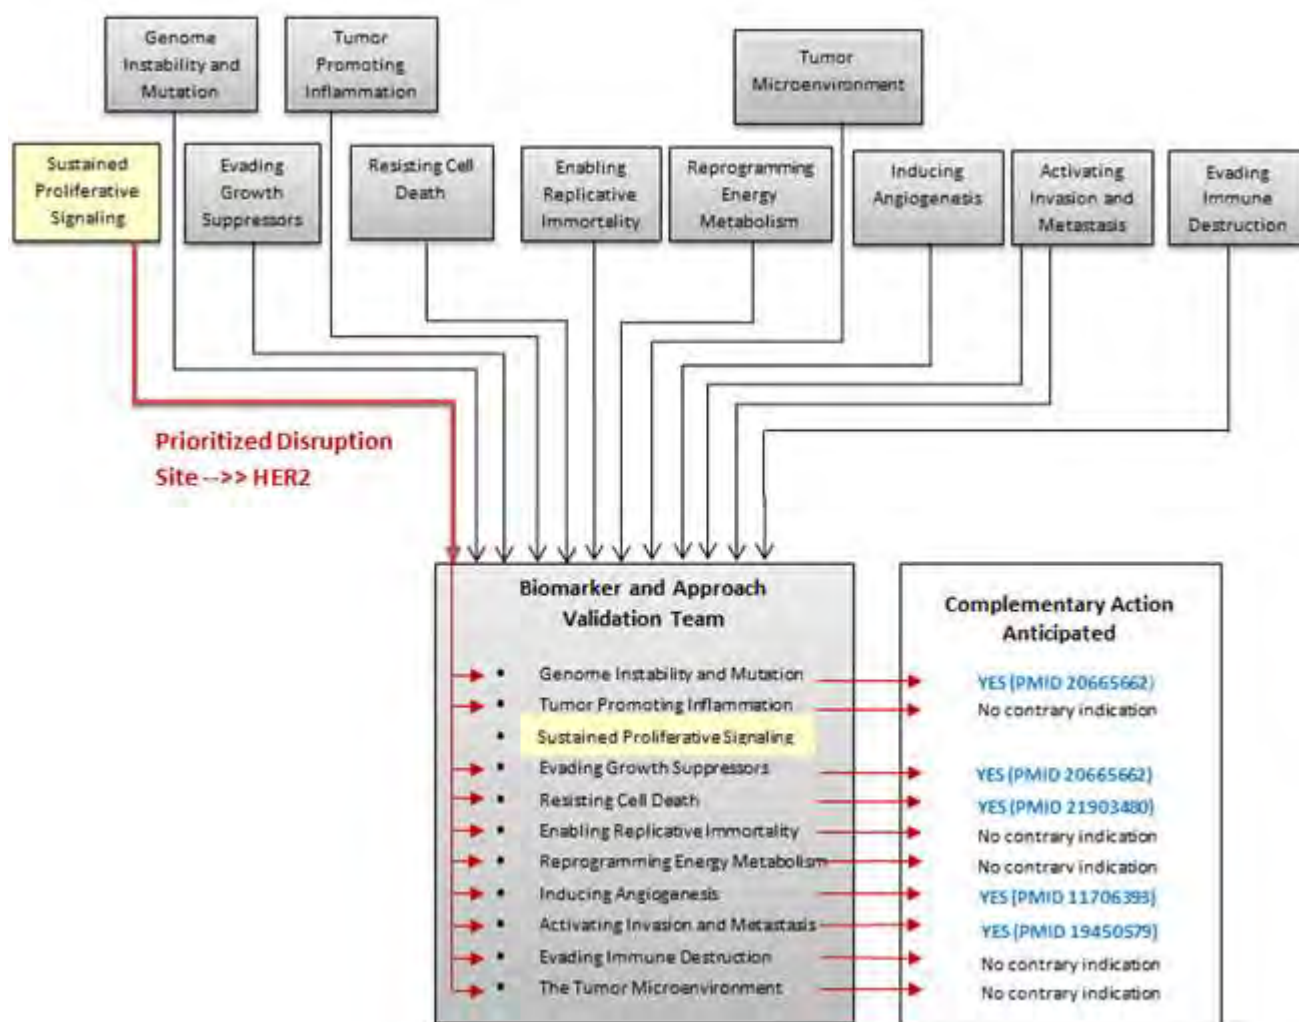 Genome
Instability and
Mutation
Tumor
Promoting
Inflammation
Tumor
Microenvironment
Sustained
Proliferative
Signaling
Evading
Growth
Suppressors
Resisting Cell
Death
Enabling
Replicative
Immortality
Reprogramming
Energy
Metabolism
Inducing
Angiogenesis
Activating
Invasion and
Metastasis
Evading
Immune
Destruction
Prioritized Disruption
Site -->> HER2
Biomarker and Approach
Validation Team
• Genome Instability and Mutation
• Tumor Promoting Inflammation
• Sustained Proliferative Signaling
• Evading Growth Suppressors
• Resisting Cell Death
• Enabling Replicative Immortality
• Reprogramming Energy Metabolism
• Inducing Angiogenesis
• Activating Invasion and Metastasis
• Evading Immune Destruction
• The Tumor Microenvironment
Complementary Action
Anticipated
YES (PMID 20665662)
No contrary indication
YES (PMID 20665662)
YES (PMID 21903480)
No contrary indication
No contrary indication
YES (PMID 11706393)
YES (PMID 19450579)
No contrary indication
No contrary indication